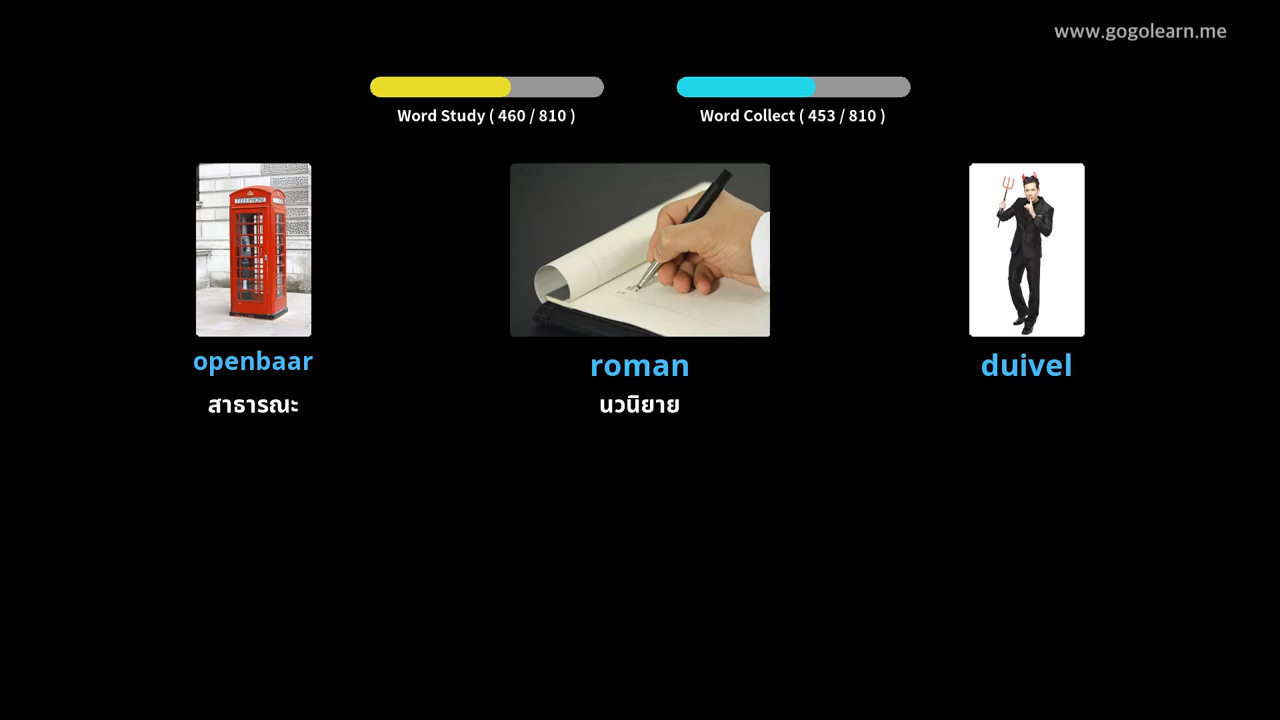 www.gogolearn.me
Word Study ( 460 / 810 )
Word Collect ( 453 / 810 )
TELEPHONE
openbaar
สาธารณะ
roman
นวนิยาย
duivel